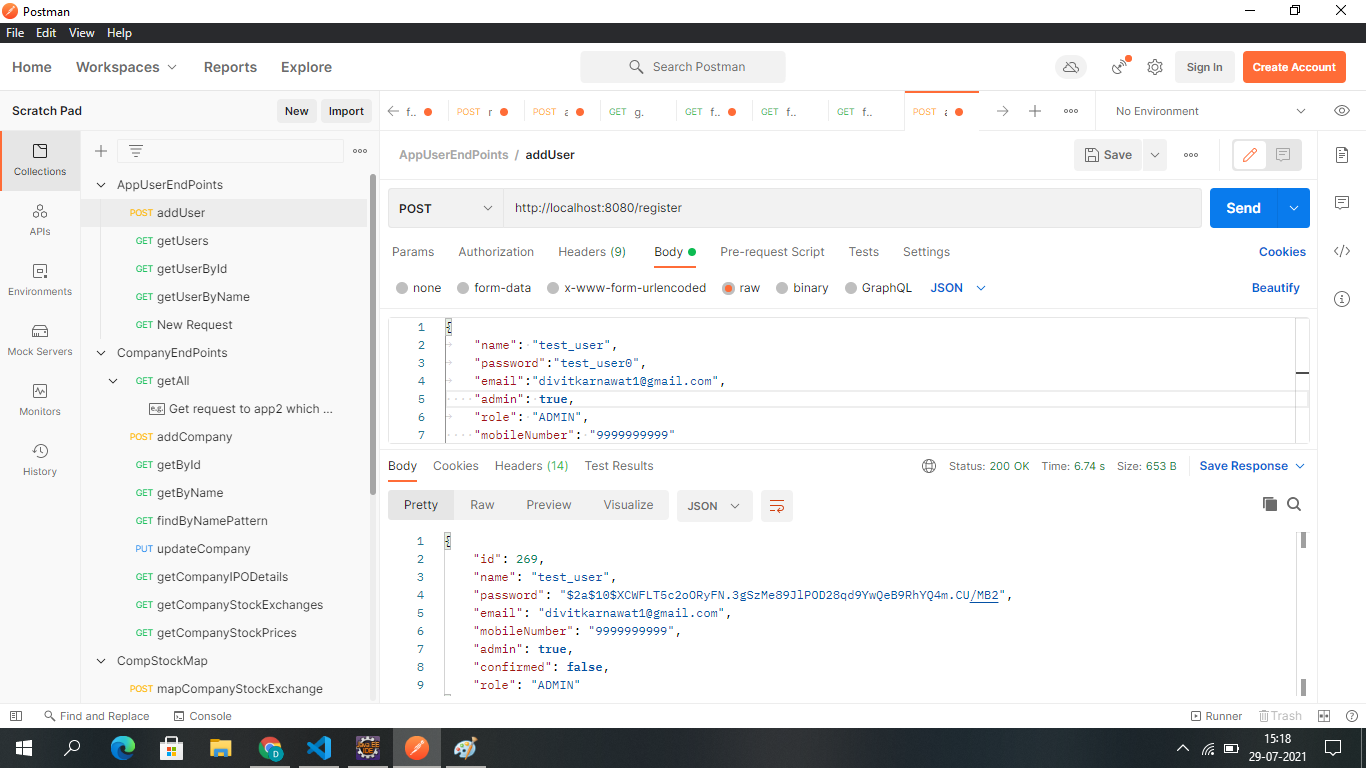 Postman
File Edit View Help
Home Workspaces Reports Explore Search Postman Sign In Create Account
Scratch Pad New Import f.. POST r POST a GET g. GET f.. GET f.. GET f.. POST a No Environment
AppUserEndPoints / addUser Save
Collections
APIs
Environments
Mock Servers
Monitors
History
AppUserEndPoints
POST addUser
GET getUsers
GET getUserById
GET getUserByName
GET New Request
CompanyEndPoints
GET getAll
e.g. Get request to app2 which ...
POST addCompany
GET getById
GET getByName
GET findByNamePattern
PUT updateCompany
GET getCompanyIPODetails
GET getCompanyStockExchanges
GET getCompanyStockPrices
CompStockMap
POST mapCompanyStockExchange
POST http://localhost:8080/register Send
Params Authorization Headers (9) Body Pre-request Script Tests Settings Cookies
none form-data x-www-form-urlencoded raw binary GraphQL JSON Beautify
1 {
2 "name": "test_user",
3 "password":"test_user0",
4 "email":"divitkarnawat1@gmail.com",
5 "admin": true,
6 "role": "ADMIN",
7 "mobileNumber": "9999999999"
Body Cookies Headers (14) Test Results Status: 200 OK Time: 6.74 s Size: 653 B Save Response
Pretty Raw Preview Visualize JSON
1 {
2 "id": 269,
3 "name": "test_user",
4 "password": "$2a$10$XCWFLT5c2oORyFN.3gSzMe89JlPOD28qd9YwQeB9RhYQ4m.CU/MB2",
5 "email": "divitkarnawat1@gmail.com",
6 "mobileNumber": "9999999999",
7 "admin": true,
8 "confirmed": false,
9 "role": "ADMIN"
Find and Replace Console Runner Trash
15:18
29-07-2021